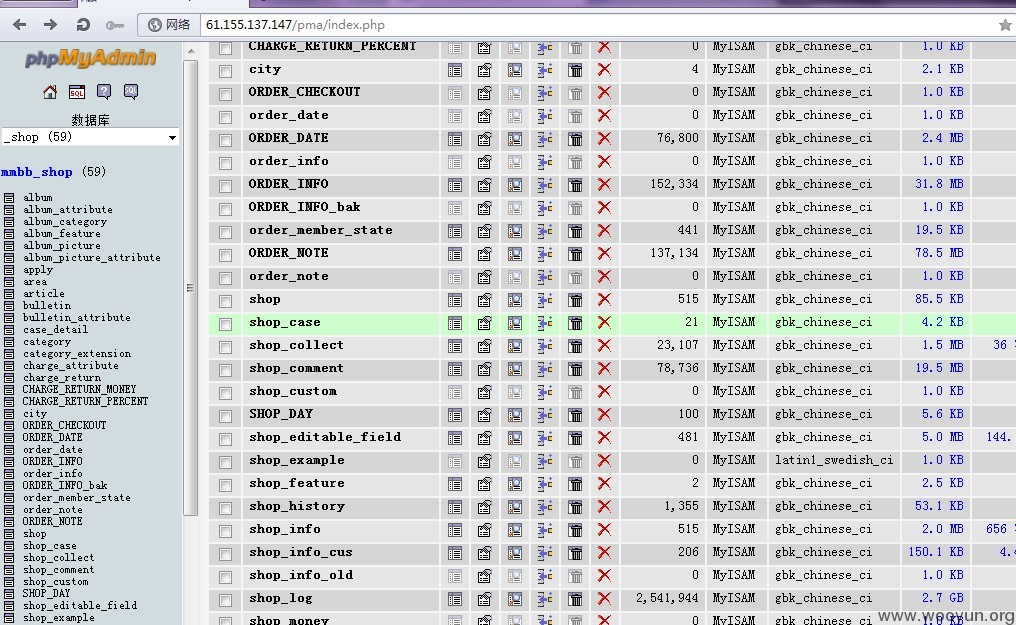 网络 61.155.137.147/pma/index.php
phpMyAdmin
数据库
_shop (59)
mmbb_shop (59)
album
album_attribute
album_category
album_feature
album_picture
album_picture_attribute
apply
area
article
bulletin
bulletin_attribute
case_detail
category
category_extension
charge_attribute
charge_return
CHARGE_RETURN_MONEY
CHARGE_RETURN_PERCENT
city
ORDER_CHECKOUT
ORDER_DATE
order_date
ORDER_INFO
order_info
ORDER_INFO_bak
order_member_state
order_note
ORDER_NOTE
shop
shop_case
shop_collect
shop_comment
shop_custom
SHOP_DAY
shop_editable_field
shop_example
CHARGE_RETURN_PERCENT 0 MyISAM gbk_chinese_ci 1.0 KB
city 4 MyISAM gbk_chinese_ci 2.1 KB
ORDER_CHECKOUT 0 MyISAM gbk_chinese_ci 1.0 KB
order_date 0 MyISAM gbk_chinese_ci 1.0 KB
ORDER_DATE 76,800 MyISAM gbk_chinese_ci 2.4 MB
order_info 0 MyISAM gbk_chinese_ci 1.0 KB
ORDER_INFO 152,334 MyISAM gbk_chinese_ci 31.8 MB
ORDER_INFO_bak 0 MyISAM gbk_chinese_ci 1.0 KB
order_member_state 441 MyISAM gbk_chinese_ci 19.5 KB
ORDER_NOTE 137,134 MyISAM gbk_chinese_ci 78.5 MB
order_note 0 MyISAM gbk_chinese_ci 1.0 KB
shop 515 MyISAM gbk_chinese_ci 85.5 KB
shop_case 21 MyISAM gbk_chinese_ci 4.2 KB
shop_collect 23,107 MyISAM gbk_chinese_ci 1.5 MB 36
shop_comment 78,736 MyISAM gbk_chinese_ci 19.5 MB
shop_custom 0 MyISAM gbk_chinese_ci 1.0 KB
SHOP_DAY 100 MyISAM gbk_chinese_ci 5.6 KB
shop_editable_field 481 MyISAM gbk_chinese_ci 5.0 MB 144.
shop_example 0 MyISAM latin1_swedish_ci 1.0 KB
shop_feature 2 MyISAM gbk_chinese_ci 2.5 KB
shop_history 1,355 MyISAM gbk_chinese_ci 53.1 KB
shop_info 515 MyISAM gbk_chinese_ci 2.0 MB 656
shop_info_cus 206 MyISAM gbk_chinese_ci 150.1 KB 4.
shop_info_old 0 MyISAM gbk_chinese_ci 1.0 KB
shop_log 2,541,944 MyISAM gbk_chinese_ci 2.7 GB
shop_money 0 MyISAM gbk_chinese_ci 1.0 KB
www.wooyun.org